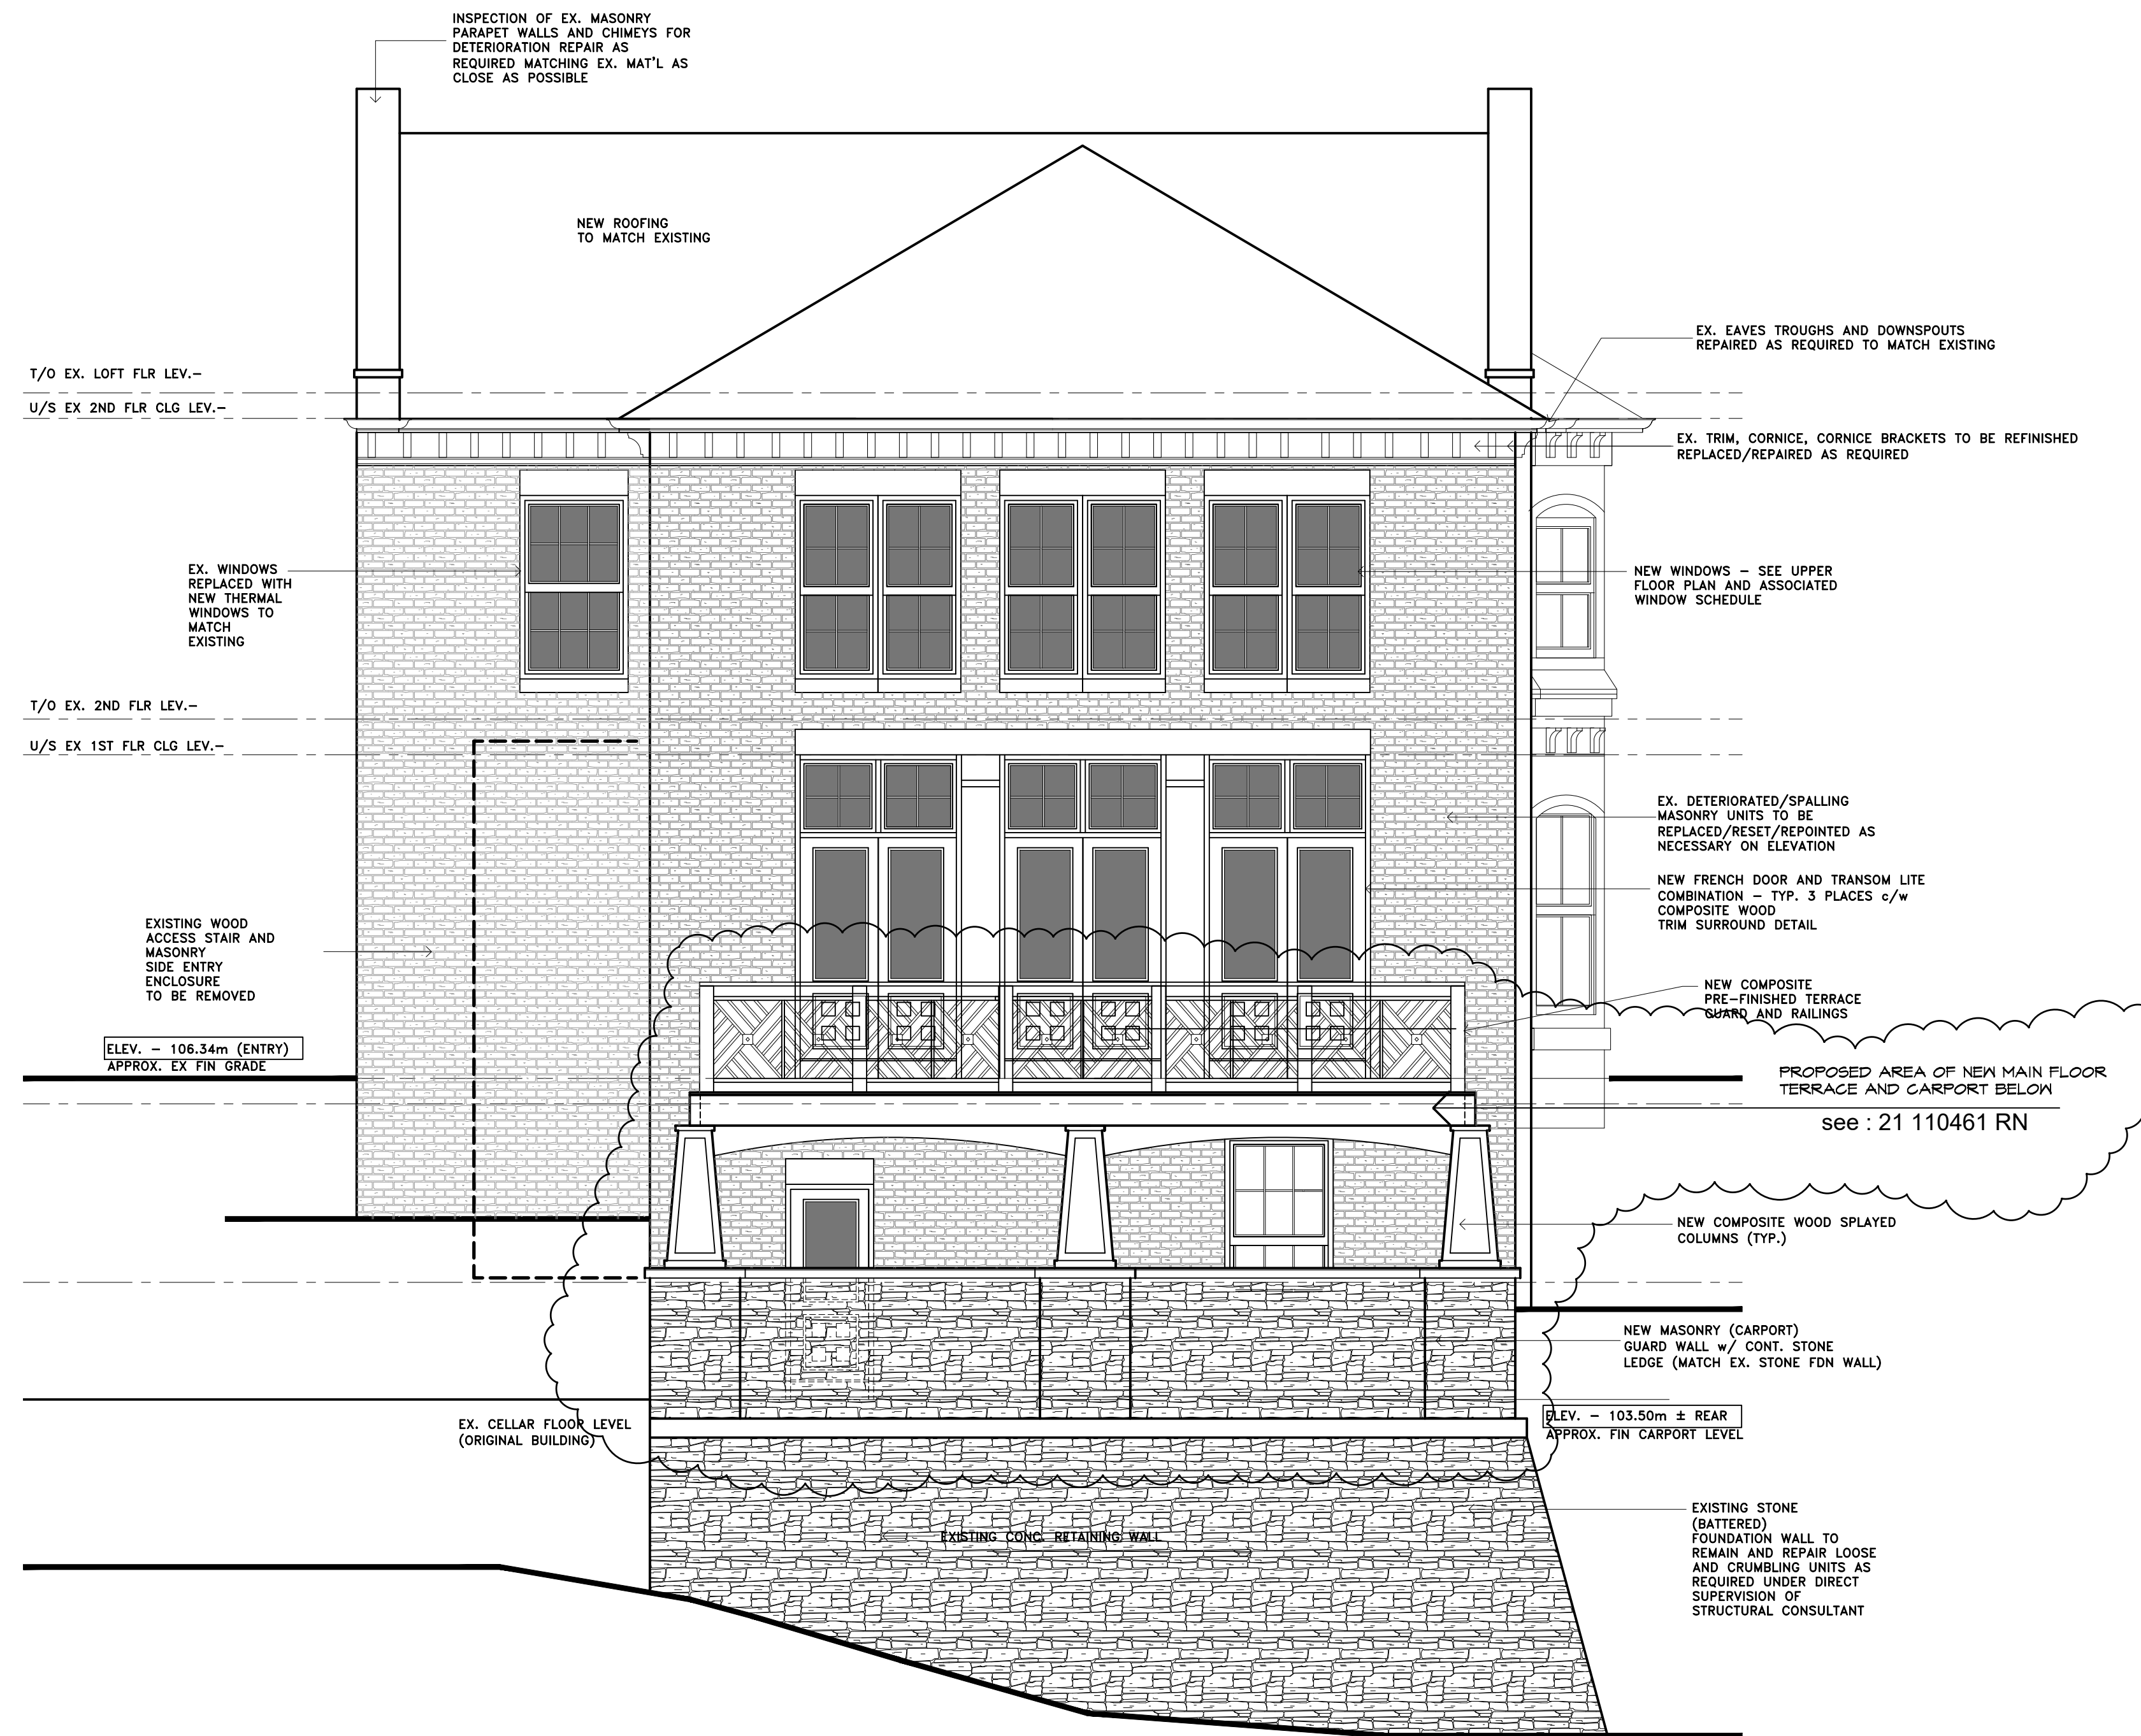 INSPECTION OF EX. MASONRY
PARAPET WALLS AND CHIMEYS FOR
DETERIORATION REPAIR AS
REQUIRED MATCHING EX. MAT'L AS
CLOSE AS POSSIBLE
NEW ROOFING
TO MATCH EXISTING
EX. EAVES TROUGHS AND DOWNSPOUTS
REPAIRED AS REQUIRED TO MATCH EXISTING
T/O EX. LOFT FLR LEV.-
U/S EX 2ND FLR CLG LEV.-
EX. TRIM, CORNICE, CORNICE BRACKETS TO BE REFINISHED
REPLACED/REPAIRED AS REQUIRED
EX. WINDOWS
REPLACED WITH
NEW THERMAL
WINDOWS TO
MATCH
EXISTING
NEW WINDOWS - SEE UPPER
FLOOR PLAN AND ASSOCIATED
WINDOW SCHEDULE
T/O EX. 2ND FLR LEV.-
U/S EX 1ST FLR CLG LEV.-
EX. DETERIORATED/SPALLING
MASONRY UNITS TO BE
REPLACED/RESET/REPOINTED AS
NECESSARY ON ELEVATION
NEW FRENCH DOOR AND TRANSOM LITE
COMBINATION - TYP. 3 PLACES c/w
COMPOSITE WOOD
TRIM SURROUND DETAIL
EXISTING WOOD
ACCESS STAIR AND
MASONRY
SIDE ENTRY
ENCLOSURE
TO BE REMOVED
NEW COMPOSITE
PRE-FINISHED TERRACE
GUARD AND RAILINGS
ELEV. - 106.34m (ENTRY)
APPROX. EX FIN GRADE
PROPOSED AREA OF NEW MAIN FLOOR
TERRACE AND CARPORT BELOW
see : 21 110461 RN
NEW COMPOSITE WOOD SPLAYED
COLUMNS (TYP.)
NEW MASONRY (CARPORT)
GUARD WALL w/ CONT. STONE
LEDGE (MATCH EX. STONE FDN WALL)
EX. CELLAR FLOOR LEVEL
(ORIGINAL BUILDING)
ELEV. - 103.50m ± REAR
APPROX. FIN CARPORT LEVEL
EXISTING CONC. RETAINING WALL
EXISTING STONE
(BATTERED)
FOUNDATION WALL TO
REMAIN AND REPAIR LOOSE
AND CRUMBLING UNITS AS
REQUIRED UNDER DIRECT
SUPERVISION OF
STRUCTURAL CONSULTANT